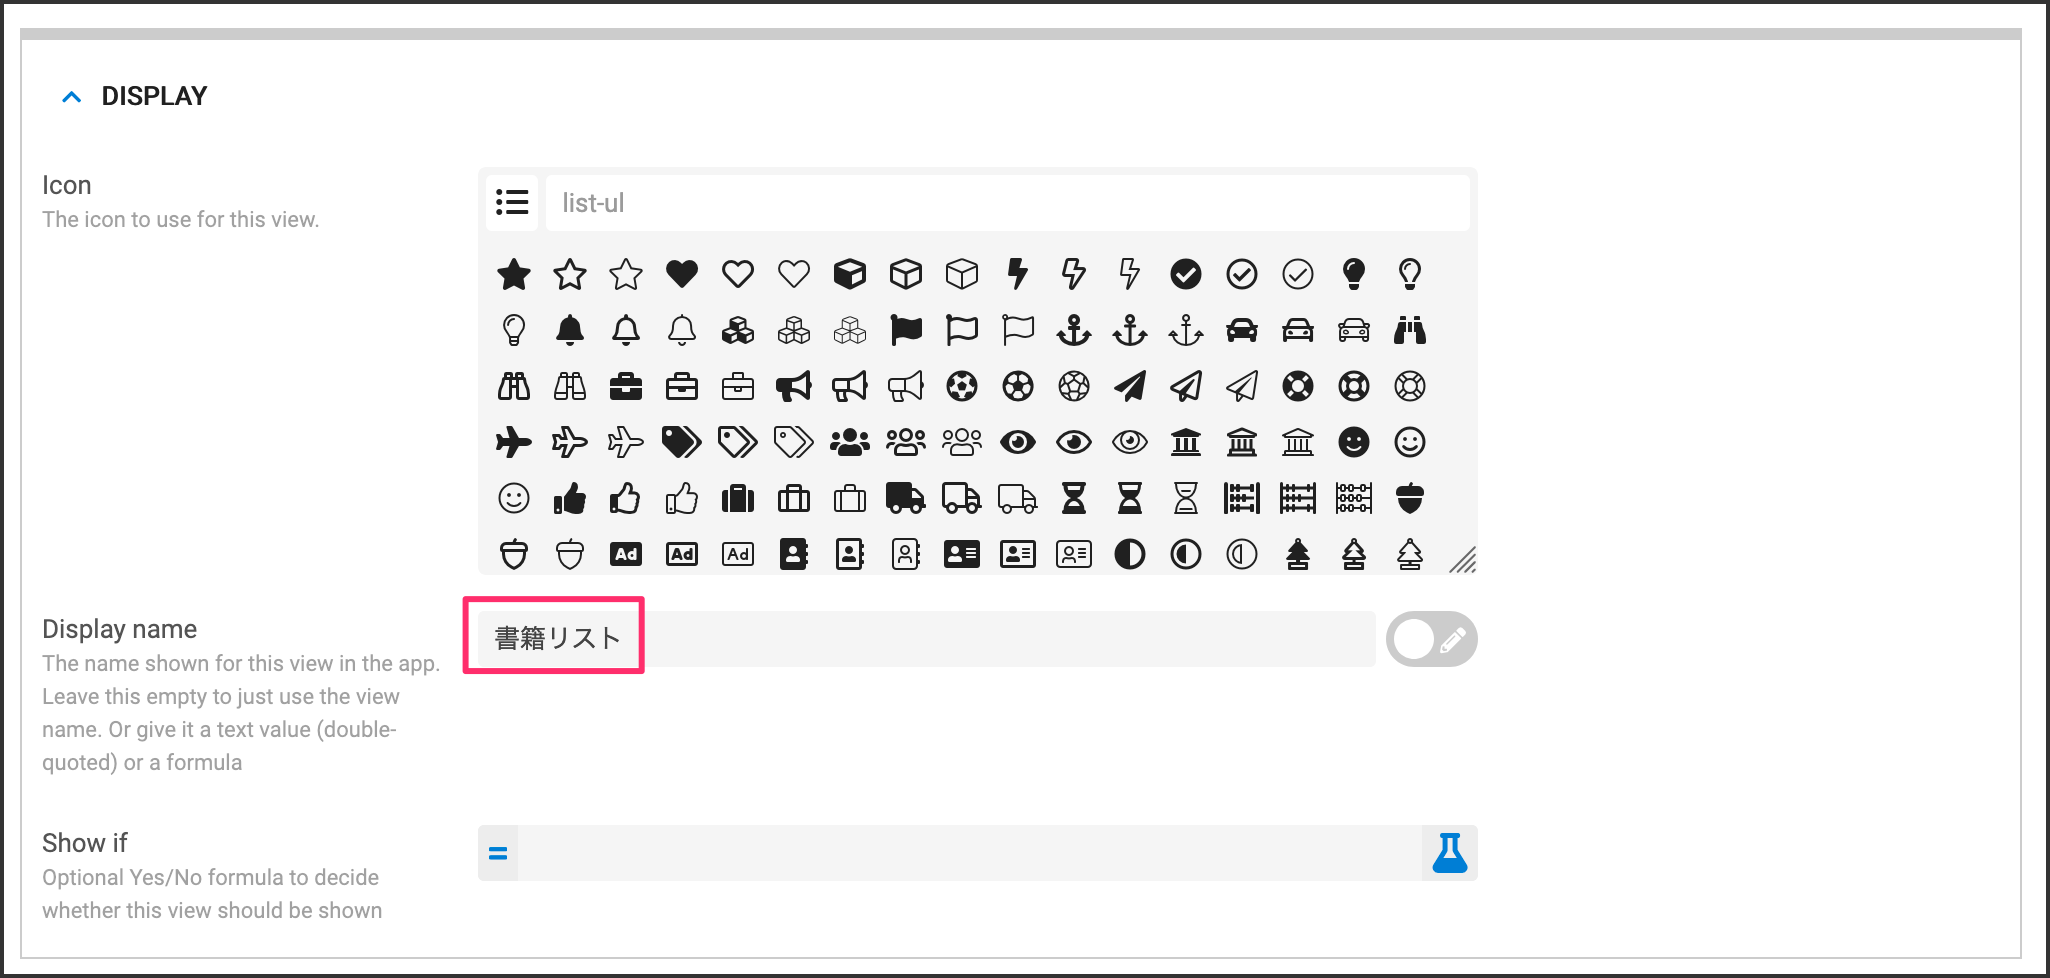 DISPLAY
Icon
The icon to use for this view.
list-ul
Ad Ad Ad
Display name
The name shown for this view in the app.
Leave this empty to just use the view
name. Or give it a text value (double-
quoted) or a formula
書籍リスト
Show if
Optional Yes/No formula to decide
whether this view should be shown
=